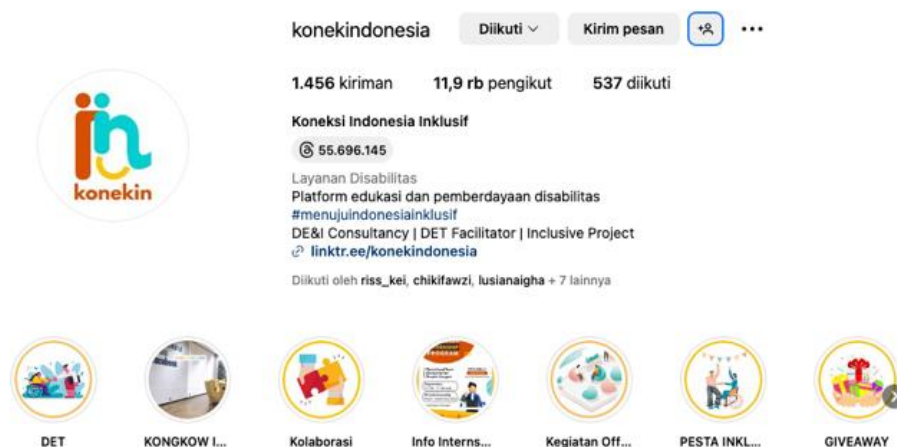 konekindonesia Diikuti Kirim pesan
1.456 kiriman 11,9 rb pengikut 537 diikuti
Koneksi Indonesia Inklusif
55.696.145
Layanan Disabilitas
Platform edukasi dan pemberdayaan disabilitas
#menujuindonesiainklusif
DE&I Consultancy | DET Facilitator | Inclusive Project
linktr.ee/konekindonesia
Diikuti oleh riss_kei, chikifawzi, lusianaigha + 7 lainnya
in
konekin
PROGRAM
DET KONGKOW I... Kolaborasi Info Interns... Kegiatan Off... PESTA INKL... GIVEAWAY